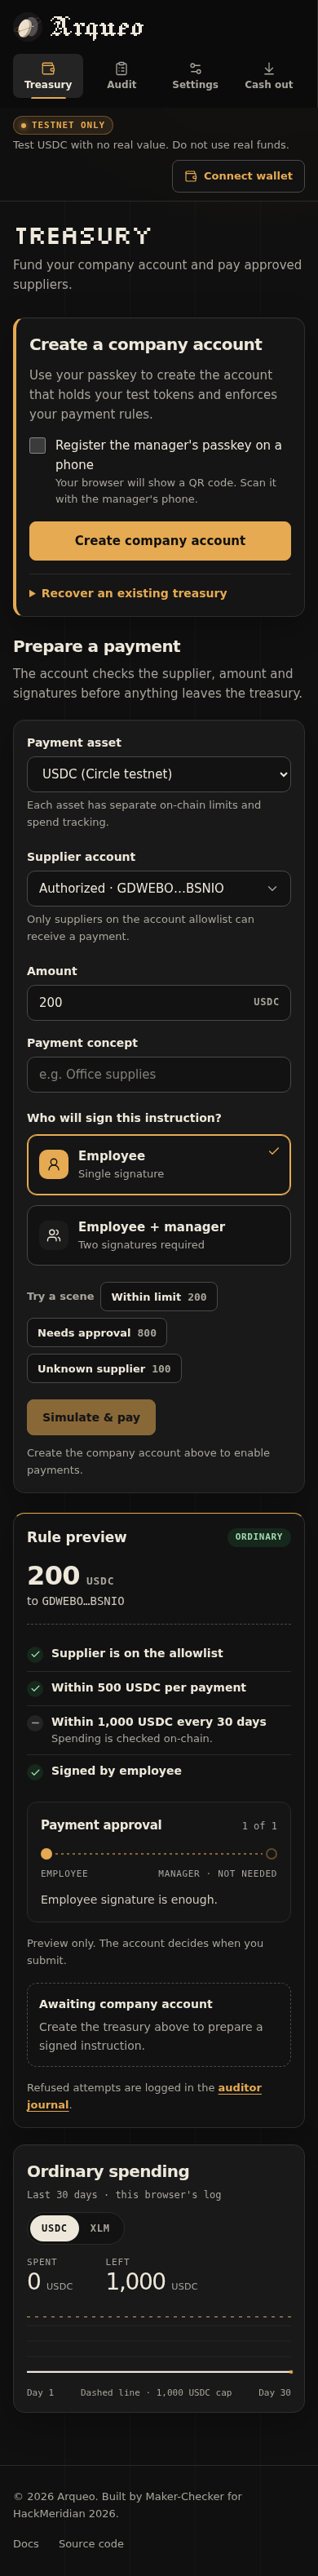 Arqueo
Treasury
Audit
Settings
Cash out
TESTNET ONLY
Test USDC with no real value. Do not use real funds.
Connect wallet
TREASURY
Fund your company account and pay approved
suppliers.
Create a company account
Use your passkey to create the account
that holds your test tokens and enforces
your payment rules.
Register the manager's passkey on a
phone
Your browser will show a QR code. Scan it
with the manager's phone.
Create company account
Recover an existing treasury
Prepare a payment
The account checks the supplier, amount and
signatures before anything leaves the treasury.
Payment asset
USDC (Circle testnet)
Each asset has separate on-chain limits and
spend tracking.
Supplier account
Authorized · GDWEBO…BSNIO
Only suppliers on the account allowlist can
receive a payment.
Amount
200 USDC
Payment concept
e.g. Office supplies
Who will sign this instruction?
Employee
Single signature
Employee + manager
Two signatures required
Try a scene Within limit 200
Needs approval 800
Unknown supplier 100
Simulate & pay
Create the company account above to enable
payments.
Rule preview ORDINARY
200 USDC
to GDWEBO…BSNIO
Supplier is on the allowlist
Within 500 USDC per payment
Within 1,000 USDC every 30 days
Spending is checked on-chain.
Signed by employee
Payment approval 1 of 1
EMPLOYEE MANAGER · NOT NEEDED
Employee signature is enough.
Preview only. The account decides when you
submit.
Awaiting company account
Create the treasury above to prepare a
signed instruction.
Refused attempts are logged in the auditor
journal.
Ordinary spending
Last 30 days · this browser's log
USDC XLM
SPENT LEFT
0 USDC 1,000 USDC
Day 1 Dashed line · 1,000 USDC cap Day 30
© 2026 Arqueo. Built by Maker-Checker for
HackMeridian 2026.
Docs Source code